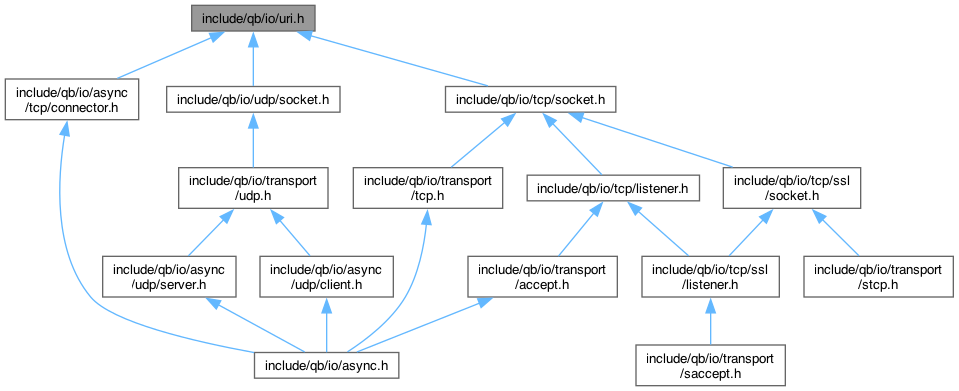 include/qb/io/uri.h
include/qb/io/async
/tcp/connector.h
include/qb/io/udp/socket.h
include/qb/io/tcp/socket.h
include/qb/io/transport
/udp.h
include/qb/io/transport
/tcp.h
include/qb/io/tcp/listener.h
include/qb/io/tcp/ssl
/socket.h
include/qb/io/async
/udp/server.h
include/qb/io/async
/udp/client.h
include/qb/io/transport
/accept.h
include/qb/io/tcp/ssl
/listener.h
include/qb/io/transport
/stcp.h
include/qb/io/async.h
include/qb/io/transport
/saccept.h